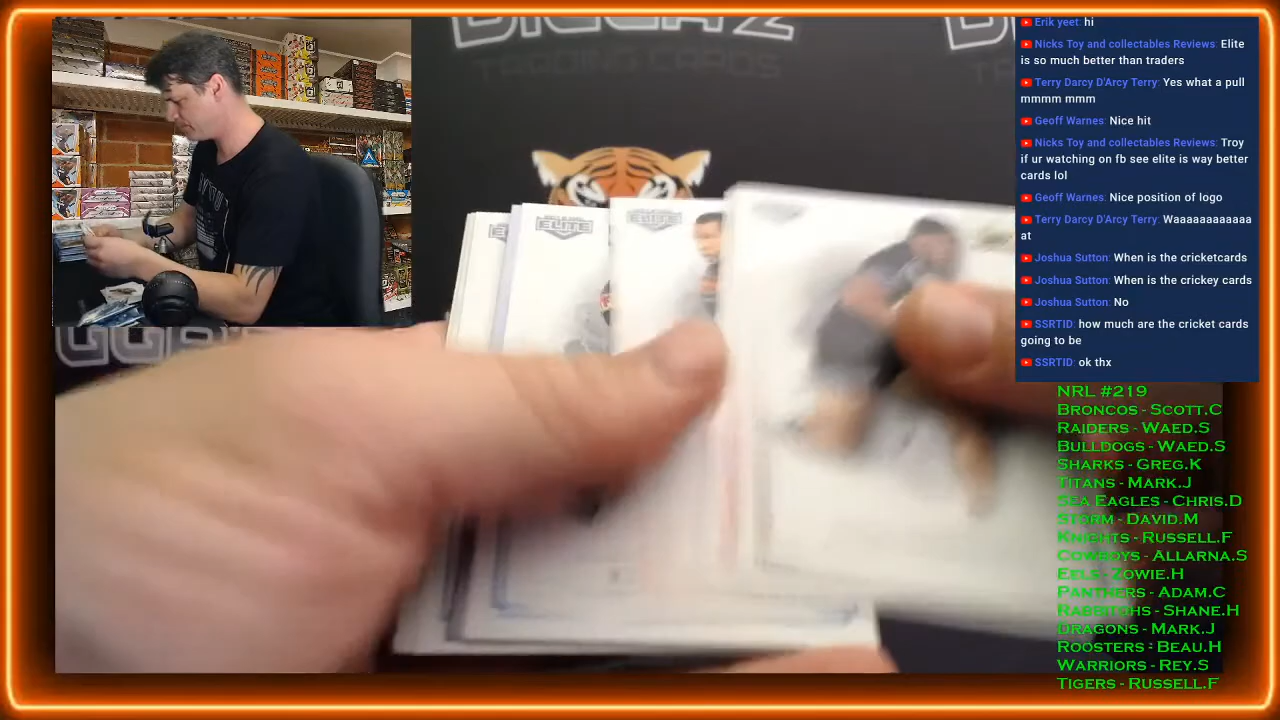 DIGGAZ
TRADING CARDS
ELITE
Erik yeet: hi
Nicks Toy and collectables Reviews: Elite
is so much better than traders
Terry Darcy D'Arcy Terry: Yes what a pull
mmmm mmm
Geoff Warnes: Nice hit
Nicks Toy and collectables Reviews: Troy
if ur watching on fb see elite is way better
cards lol
Geoff Warnes: Nice position of logo
Terry Darcy D'Arcy Terry: Waaaaaaaaaaaa
at
Joshua Sutton: When is the cricketcards
Joshua Sutton: When is the crickey cards
Joshua Sutton: No
SSRTID: how much are the cricket cards
going to be
SSRTID: ok thx
NRL #219
Broncos - Scott.C
Raiders - Waed.S
Bulldogs - Waed.S
Sharks - Greg.K
Titans - Mark.J
Sea Eagles - Chris.D
Storm - David.M
Knights - Russell.F
Cowboys - Allarna.S
Eels - Zowie.H
Panthers - Adam.C
Rabbitohs - Shane.H
Dragons - Mark.J
Roosters - Beau.H
Warriors - Rey.S
Tigers - Russell.F